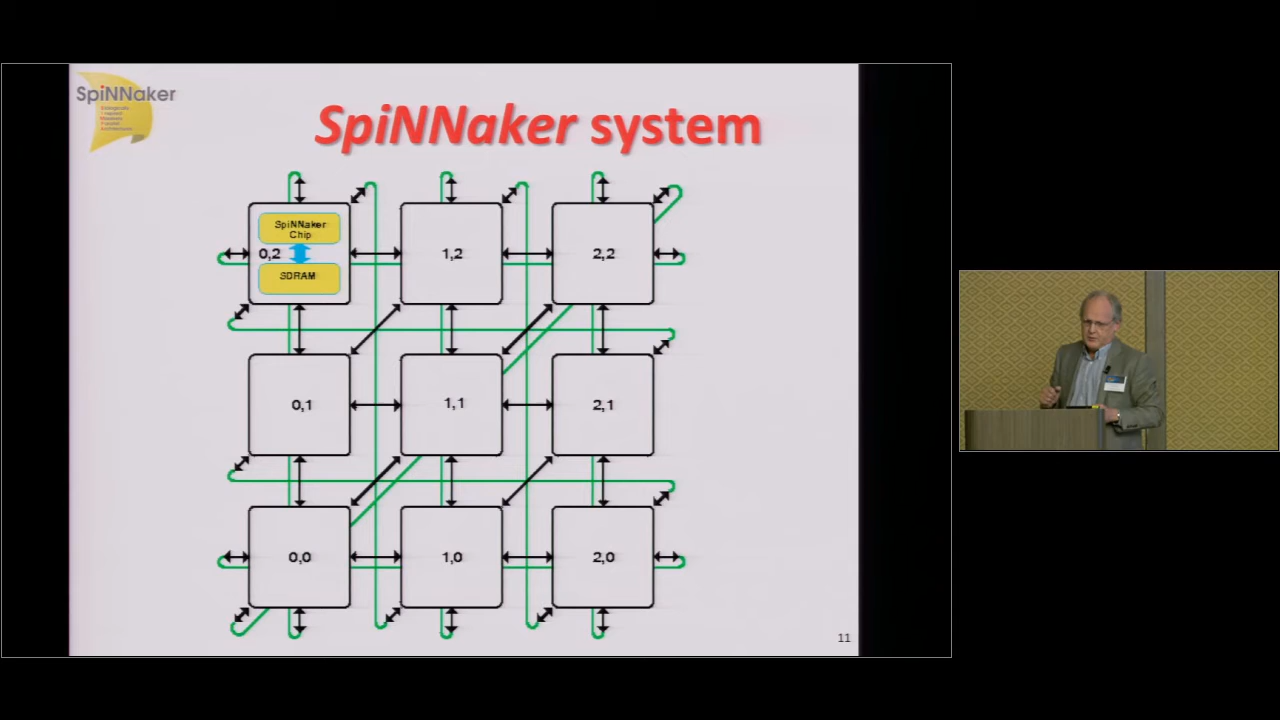 SpiNNaker
SpiNNaker system
SpiNNaker
Chip
0,2
SDRAM
1,2
2,2
0,1
1,1
2,1
0,0
1,0
2,0
11